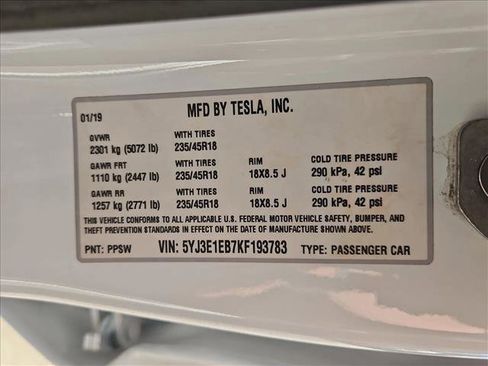 01/19 MFD BY TESLA, INC.
GVWR WITH TIRES
2301 kg (5072 lb) 235/45R18
GAWR FRT WITH TIRES RIM COLD TIRE PRESSURE
1110 kg (2447 lb) 235/45R18 18X8.5 J 290 kPa, 42 psi
GAWR RR WITH TIRES RIM COLD TIRE PRESSURE
1257 kg (2771 lb) 235/45R18 18X8.5 J 290 kPa, 42 psi
THIS VEHICLE CONFORMS TO ALL APPLICABLE U.S. FEDERAL MOTOR VEHICLE SAFETY, BUMPER, AND
THEFT PREVENTION STANDARDS IN EFFECT ON THE DATE OF MANUFACTURE SHOWN ABOVE.
PNT: PPSW VIN: 5YJ3E1EB7KF193783 TYPE: PASSENGER CAR